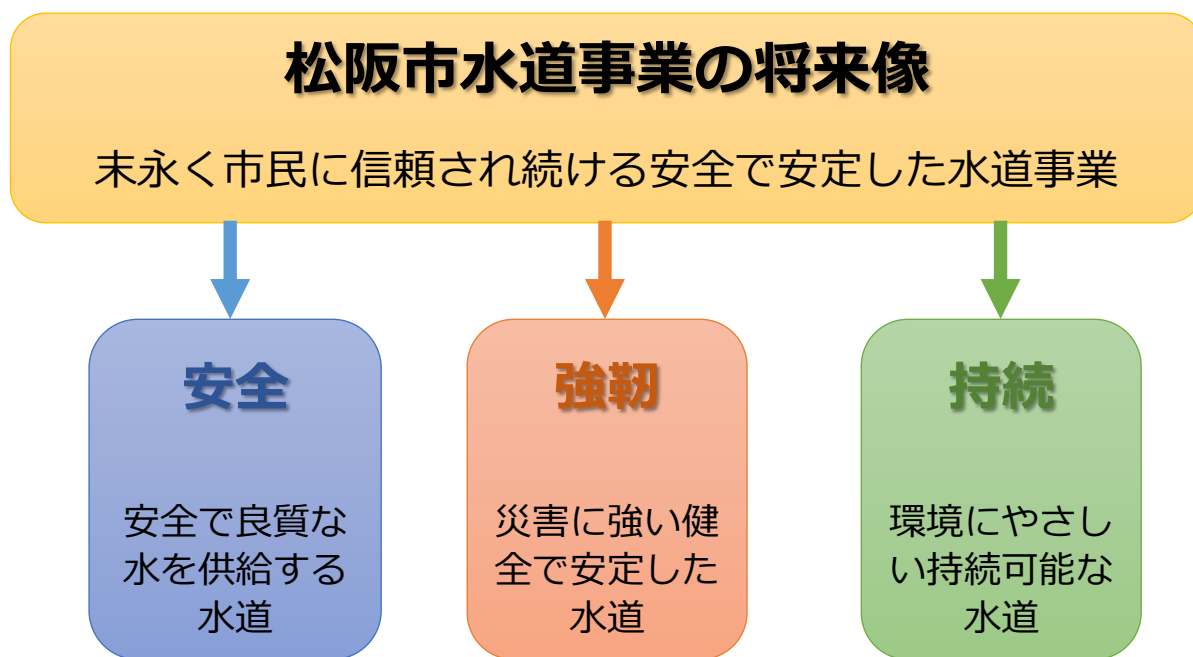 松阪市水道事業の将来像
末永く市民に信頼され続ける安全で安定した水道事業
安全
安全で良質な
水を供給する
水道
強靭
災害に強い健
全で安定した
水道
持続
環境にやさし
い持続可能な
水道